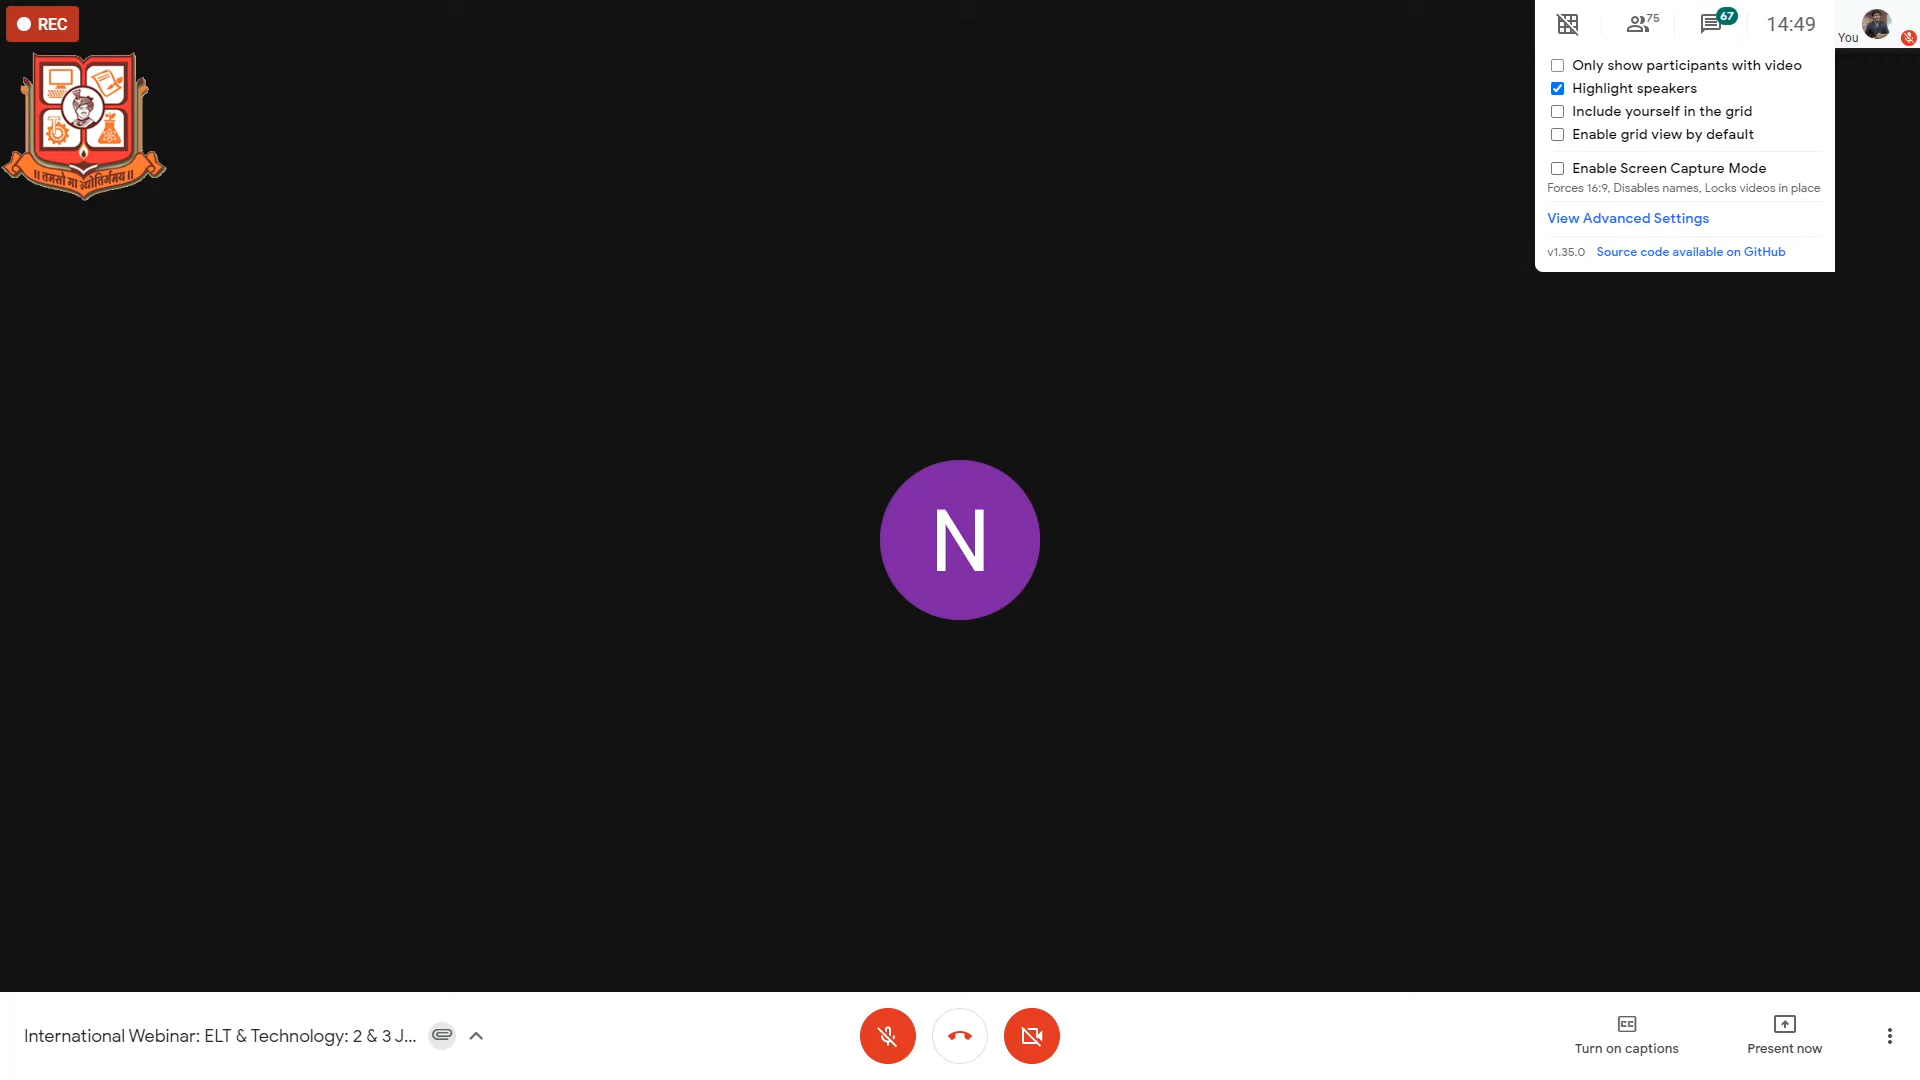 REC
|| तमसो मा ज्योतिर्गमय ||
75
67
14:49
You
Only show participants with video
Highlight speakers
Include yourself in the grid
Enable grid view by default
Enable Screen Capture Mode
Forces 16:9, Disables names, Locks videos in place
View Advanced Settings
v1.35.0 Source code available on GitHub
N
International Webinar: ELT & Technology: 2 & 3 J...
CC
Turn on captions
Present now